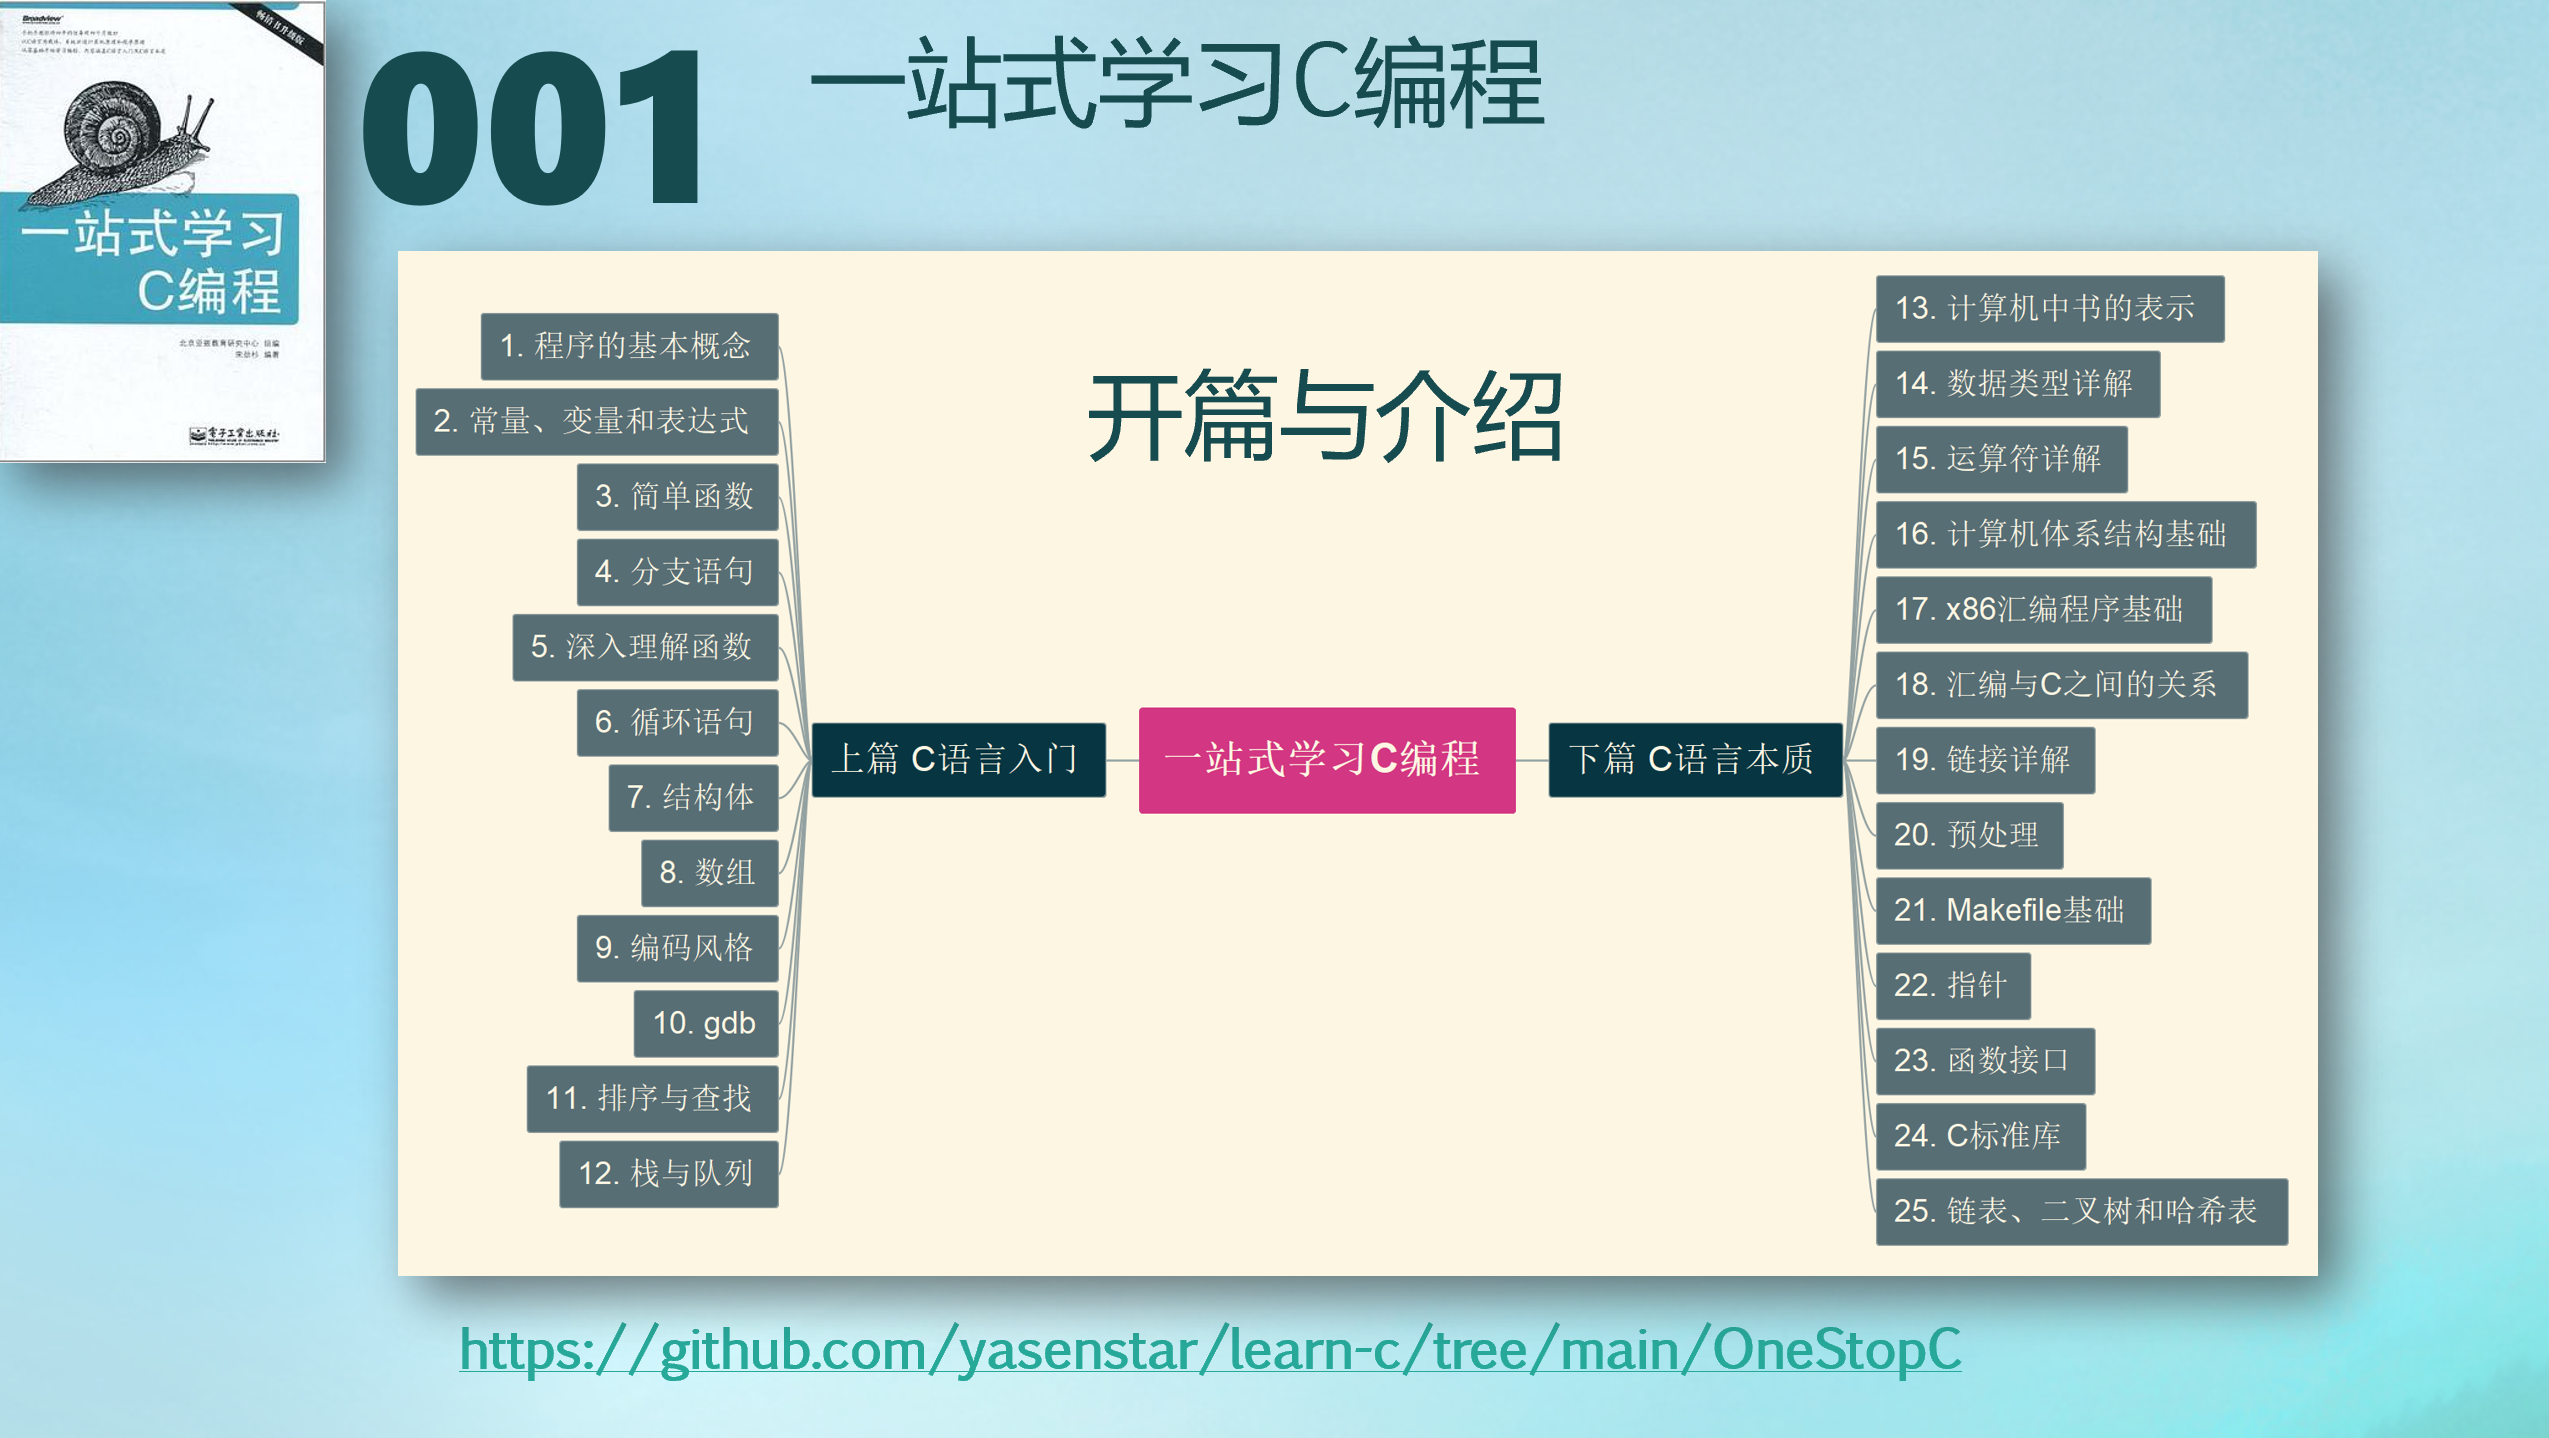 Broadview
畅销书升级版
一站式学习
C编程
北京亚嵌教育研究中心 组编
宋劲杉 编著
电子工业出版社
001
一站式学习C编程
开篇与介绍
1. 程序的基本概念
2. 常量、变量和表达式
3. 简单函数
4. 分支语句
5. 深入理解函数
6. 循环语句
7. 结构体
8. 数组
9. 编码风格
10. gdb
11. 排序与查找
12. 栈与队列
上篇 C语言入门
一站式学习C编程
下篇 C语言本质
13. 计算机中书的表示
14. 数据类型详解
15. 运算符详解
16. 计算机体系结构基础
17. x86汇编程序基础
18. 汇编与C之间的关系
19. 链接详解
20. 预处理
21. Makefile基础
22. 指针
23. 函数接口
24. C标准库
25. 链表、二叉树和哈希表
https://github.com/yasenstar/learn-c/tree/main/OneStopC